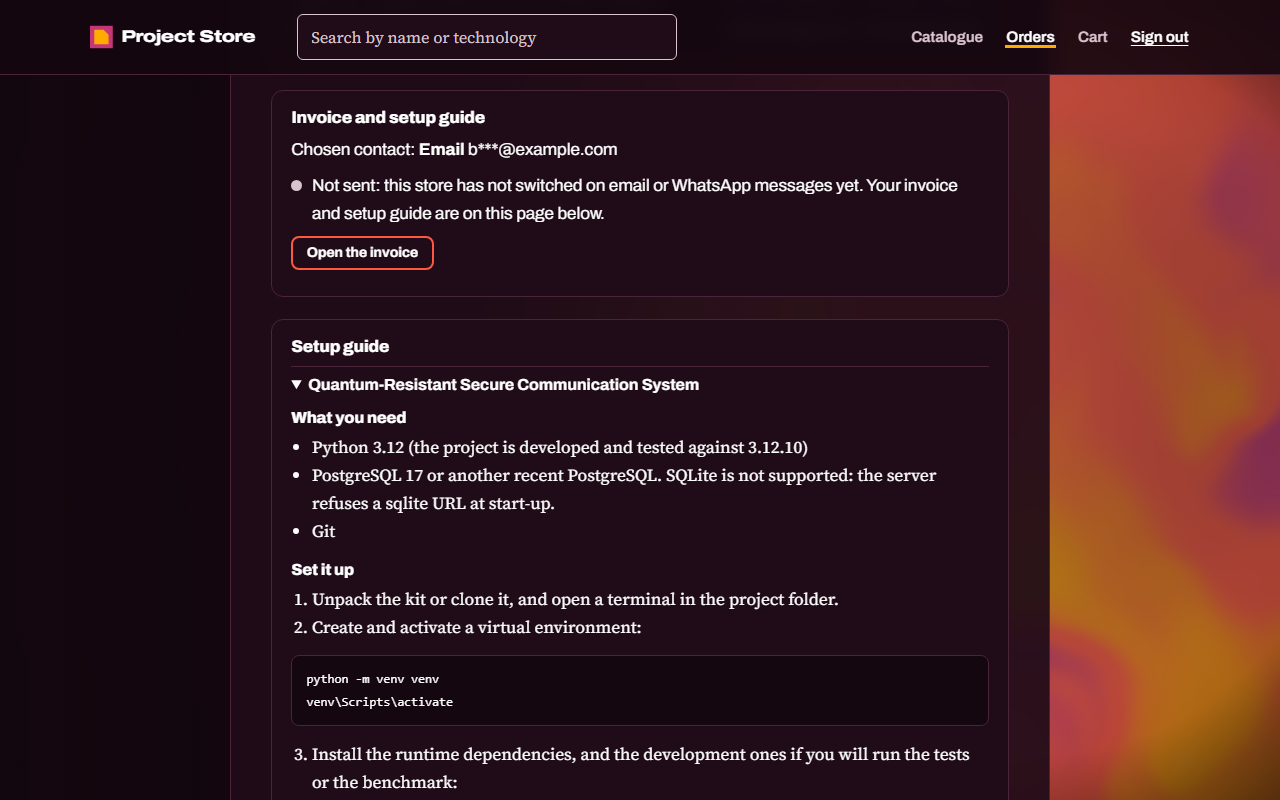 Project Store
Search by name or technology
Catalogue
Orders
Cart
Sign out
Invoice and setup guide
Chosen contact: Email b***@example.com
Not sent: this store has not switched on email or WhatsApp messages yet. Your invoice
and setup guide are on this page below.
Open the invoice
Setup guide
Quantum-Resistant Secure Communication System
What you need
Python 3.12 (the project is developed and tested against 3.12.10)
PostgreSQL 17 or another recent PostgreSQL. SQLite is not supported: the server
refuses a sqlite URL at start-up.
Git
Set it up
1. Unpack the kit or clone it, and open a terminal in the project folder.
2. Create and activate a virtual environment:
python -m venv venv
venv\Scripts\activate
3. Install the runtime dependencies, and the development ones if you will run the tests
or the benchmark: